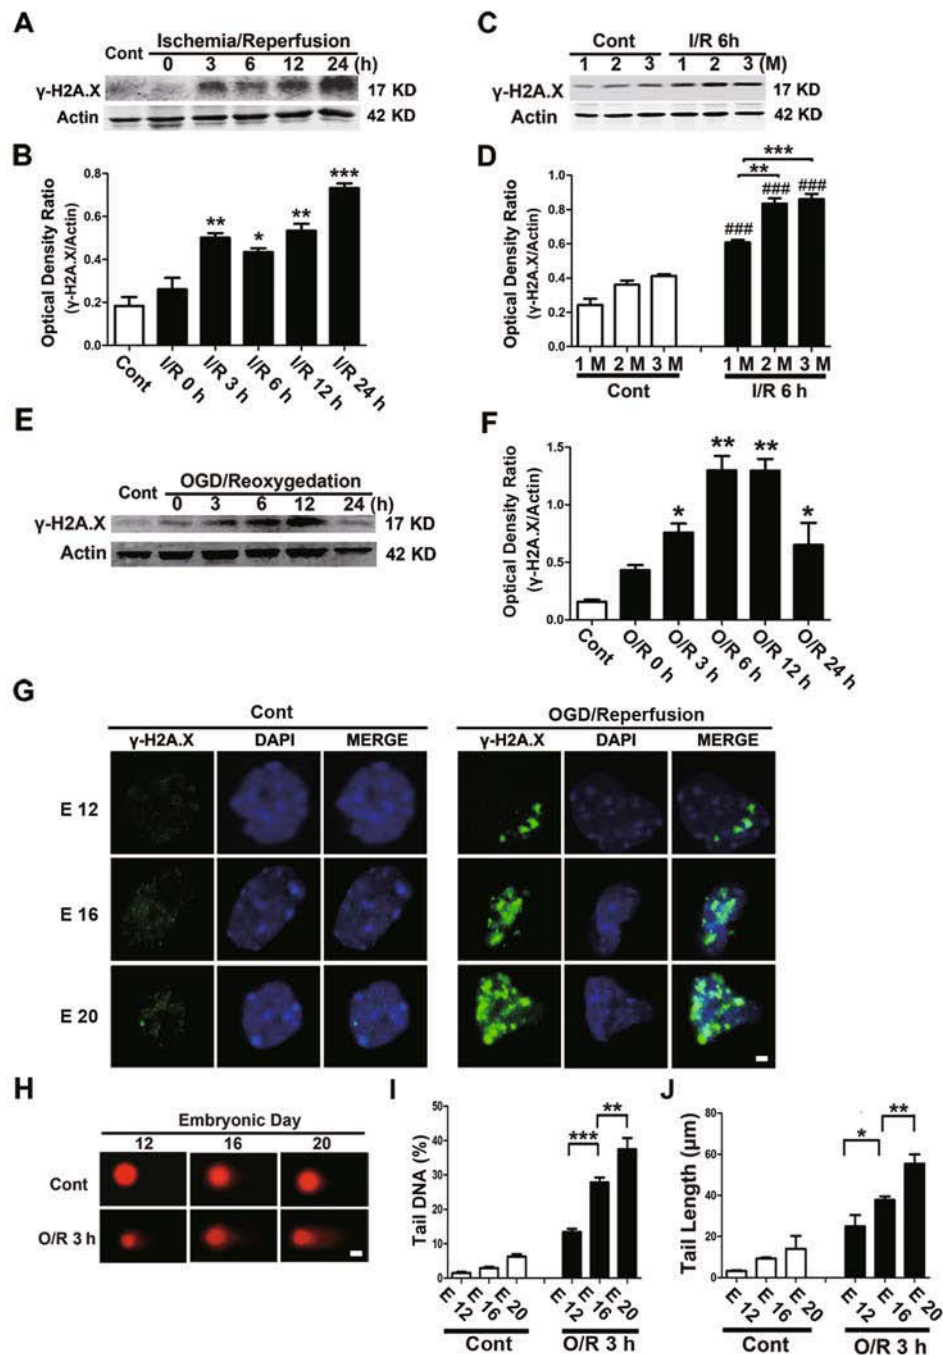 A
Ischemia/Reperfusion
Cont 0 3 6 12 24 (h)
γ-H2A.X 17 KD
Actin 42 KD
C
Cont I/R 6h
1 2 3 1 2 3 (M)
γ-H2A.X 17 KD
Actin 42 KD
B
Optical Density Ratio
(γ-H2A.X/Actin)
0.8
0.6
0.4
0.2
0.0
** * ** ***
Cont I/R 0 h I/R 3 h I/R 6 h I/R 12 h I/R 24 h
D
Optical Density Ratio
(γ-H2A.X/Actin)
1.0
0.8
0.6
0.4
0.2
0.0
***
**
### ### ###
1 M 2 M 3 M 1 M 2 M 3 M
Cont I/R 6 h
E
OGD/Reoxygedation
Cont 0 3 6 12 24 (h)
γ-H2A.X 17 KD
Actin 42 KD
F
Optical Density Ratio
(γ-H2A.X/Actin)
1.5
1.0
0.5
0.0
* ** ** *
Cont O/R 0 h O/R 3 h O/R 6 h O/R 12 h O/R 24 h
G
Cont OGD/Reperfusion
γ-H2A.X DAPI MERGE γ-H2A.X DAPI MERGE
E 12
E 16
E 20
H
Embryonic Day
12 16 20
Cont
O/R 3 h
I
Tail DNA (%)
50
40
30
20
10
0
*** **
E 12 E 16 E 20 E 12 E 16 E 20
Cont O/R 3 h
J
Tail Length (μm)
80
60
40
20
0
* **
E 12 E 16 E 20 E 12 E 16 E 20
Cont O/R 3 h